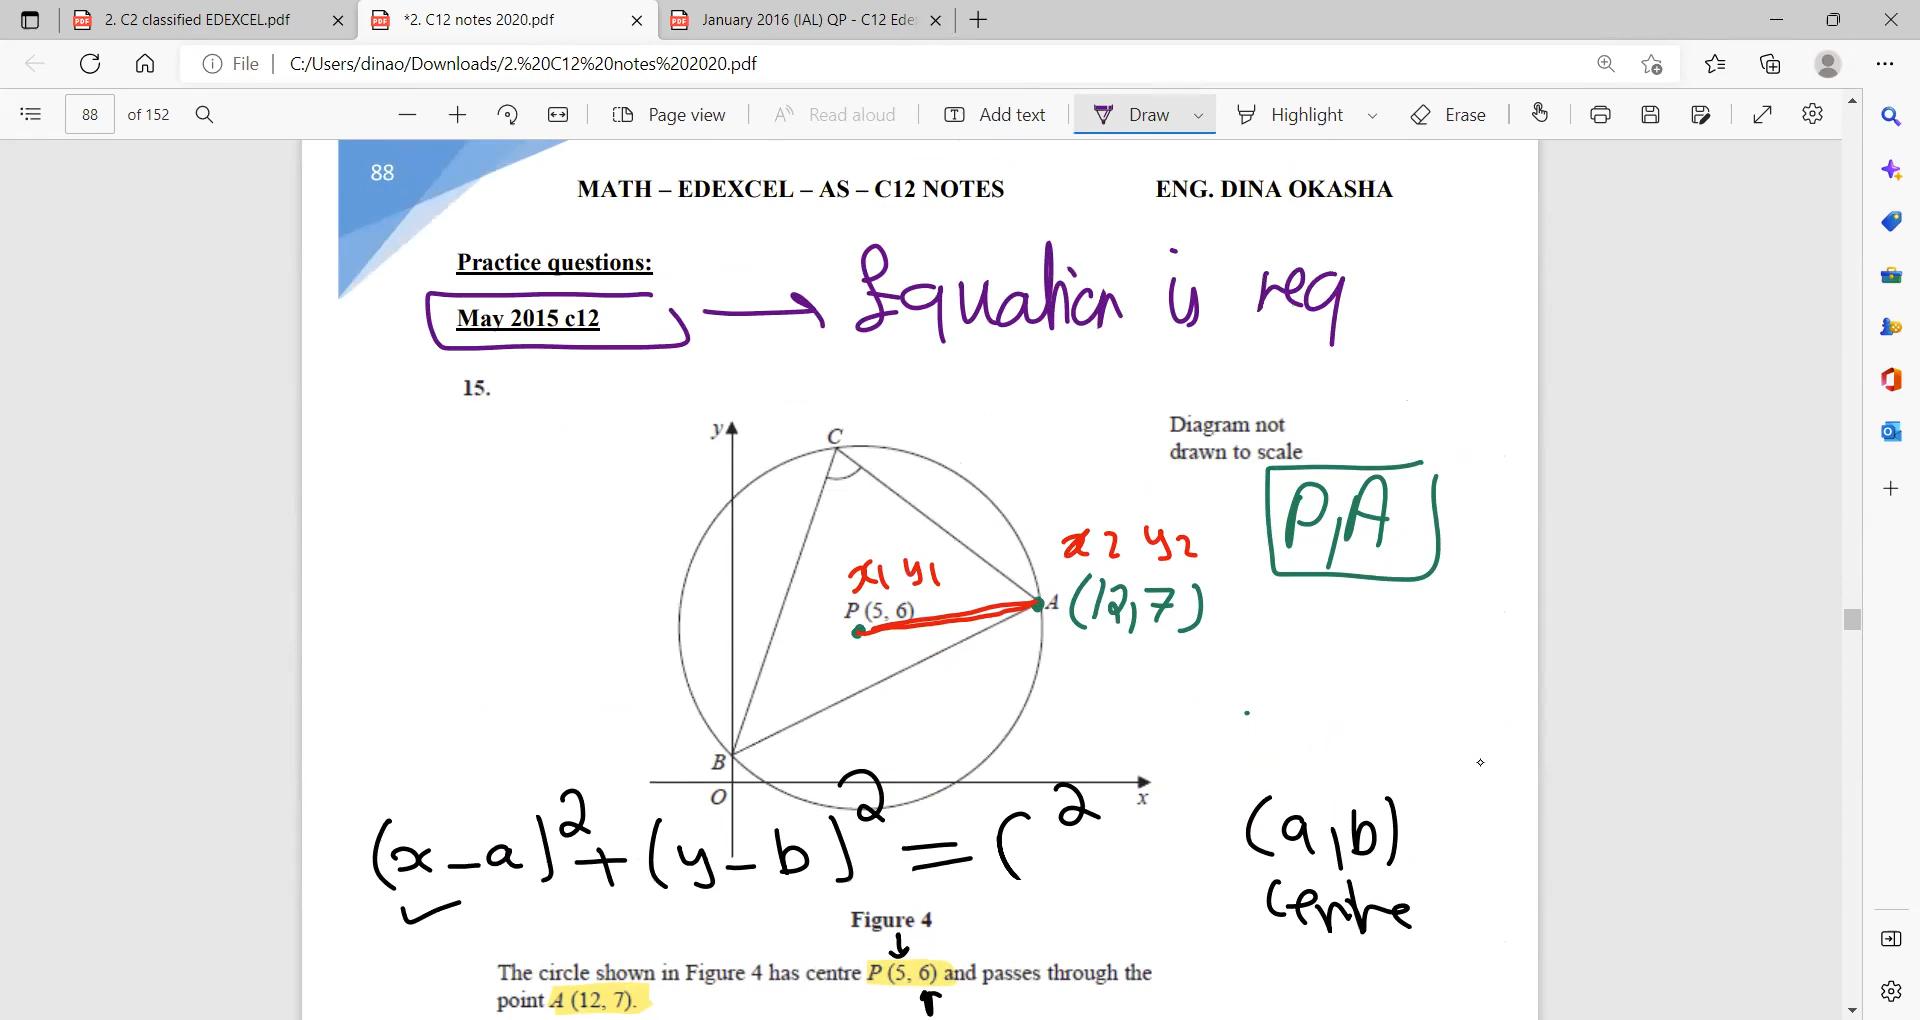 2. C2 classified EDEXCEL.pdf
*2. C12 notes 2020.pdf
January 2016 (IAL) QP - C12 Ede
File
C:/Users/dinao/Downloads/2.%20C12%20notes%202020.pdf
88 of 152
Page view
Read aloud
Add text
Draw
Highlight
Erase
88
MATH – EDEXCEL – AS – C12 NOTES
ENG. DINA OKASHA
Practice questions:
May 2015 c12
Equation is req
15.
Diagram not
drawn to scale
P,A
y
C
x2 y2
x1 y1
P (5, 6)
A
(12,7)
B
O
x
(x-a)²+(y-b)²=r²
(a,b)
centre
Figure 4
The circle shown in Figure 4 has centre P (5, 6) and passes through the
point A (12, 7).